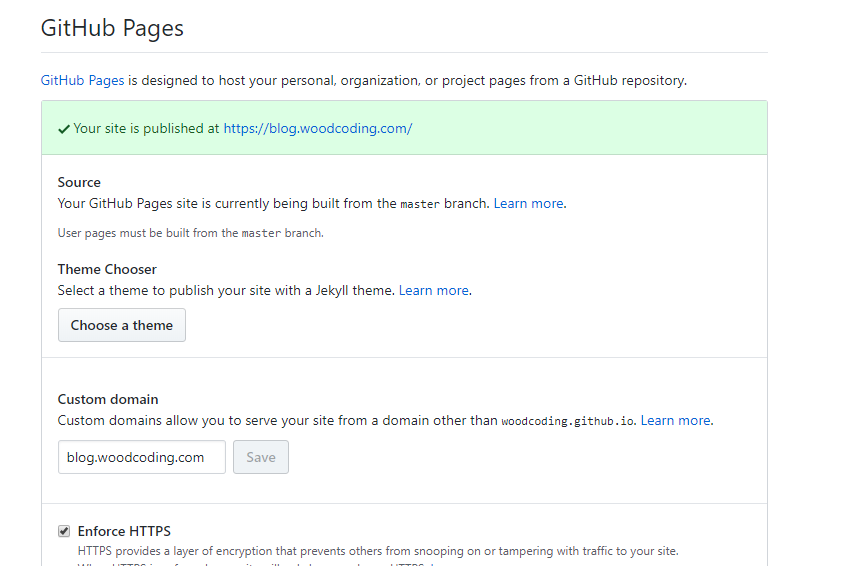 GitHub Pages
GitHub Pages is designed to host your personal, organization, or project pages from a GitHub repository.
Your site is published at https://blog.woodcoding.com/
Source
Your GitHub Pages site is currently being built from the master branch. Learn more.
User pages must be built from the master branch.
Theme Chooser
Select a theme to publish your site with a Jekyll theme. Learn more.
Choose a theme
Custom domain
Custom domains allow you to serve your site from a domain other than woodcoding.github.io. Learn more.
blog.woodcoding.com Save
Enforce HTTPS
HTTPS provides a layer of encryption that prevents others from snooping on or tampering with traffic to your site.